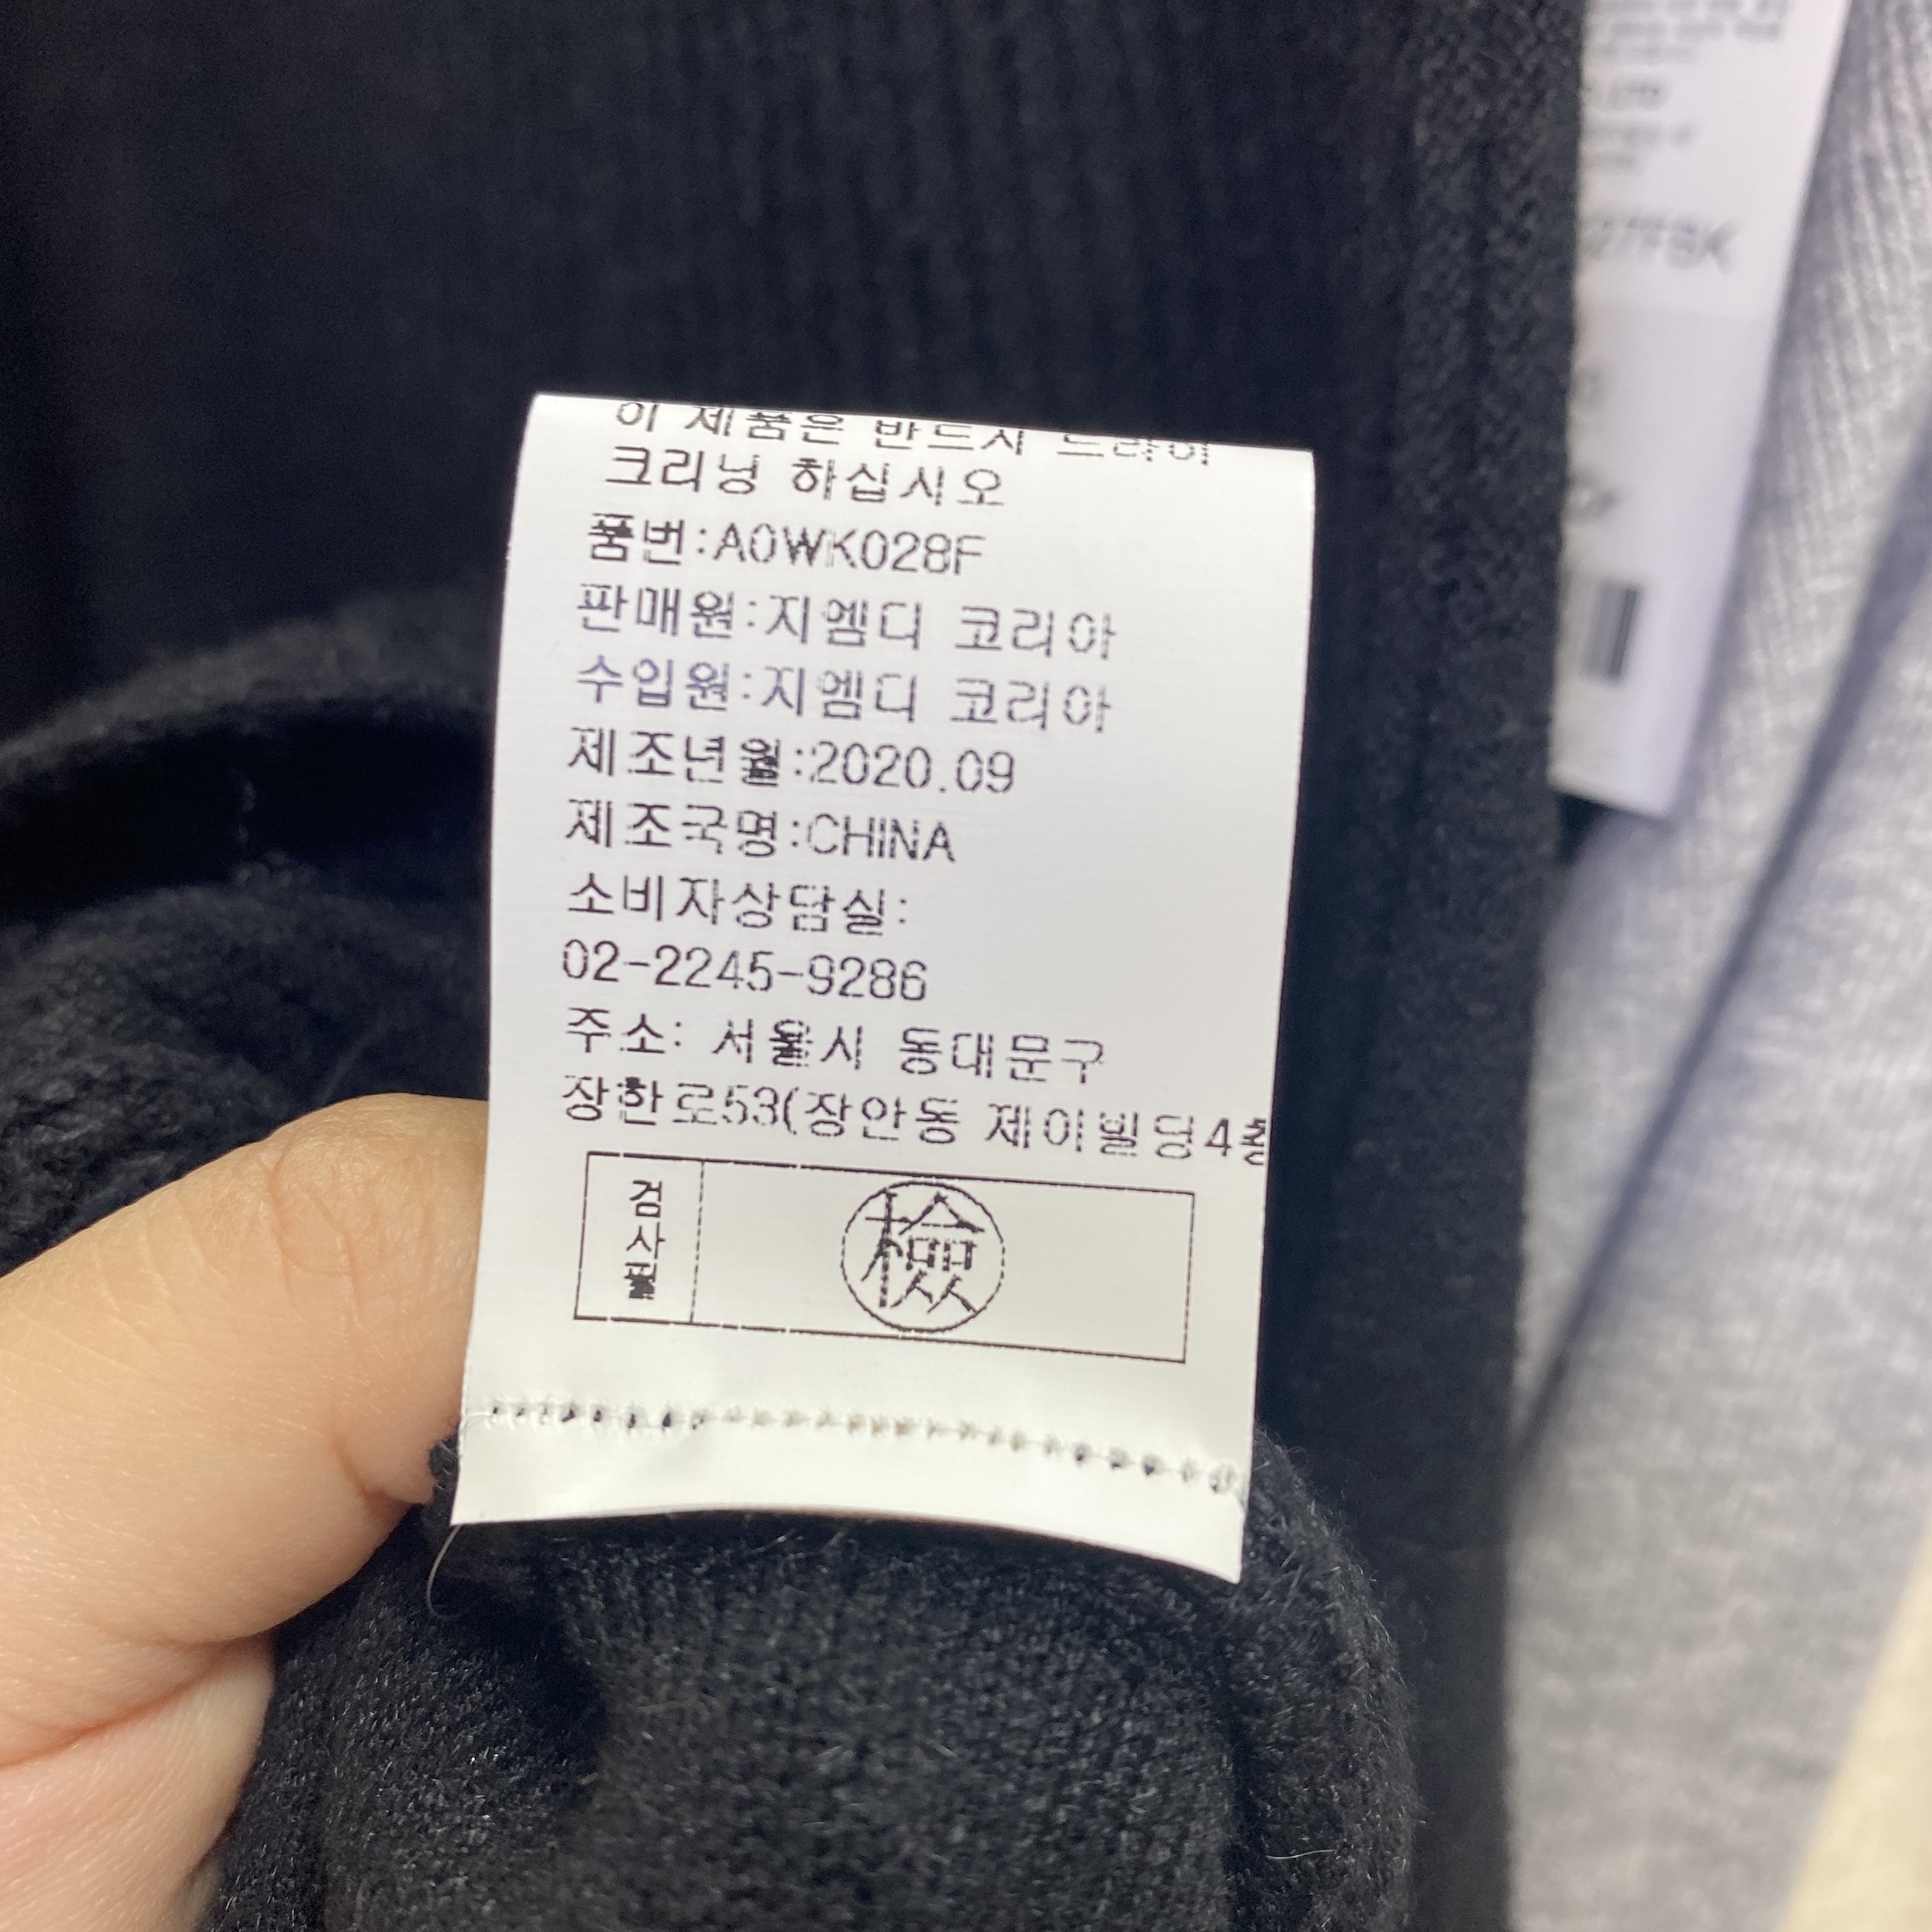 이 제품은 반드시 드라이
크리닝 하십시오
품번:A0WK028F
판매원:지엠디 코리아
수입원:지엠디 코리아
제조년월:2020.09
제조국명:CHINA
소비자상담실:
02-2245-9286
주소: 서울시 동대문구
장한로53(장안동 제이빌딩4층
검사필
檢